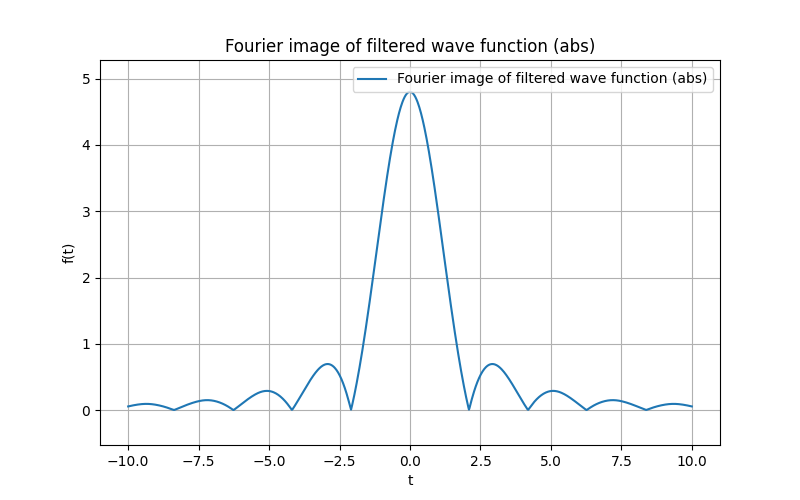 Fourier image of filtered wave function (abs)
Fourier image of filtered wave function (abs)
5
4
3
2
1
0
f(t)
−10.0 −7.5 −5.0 −2.5 0.0 2.5 5.0 7.5 10.0
t